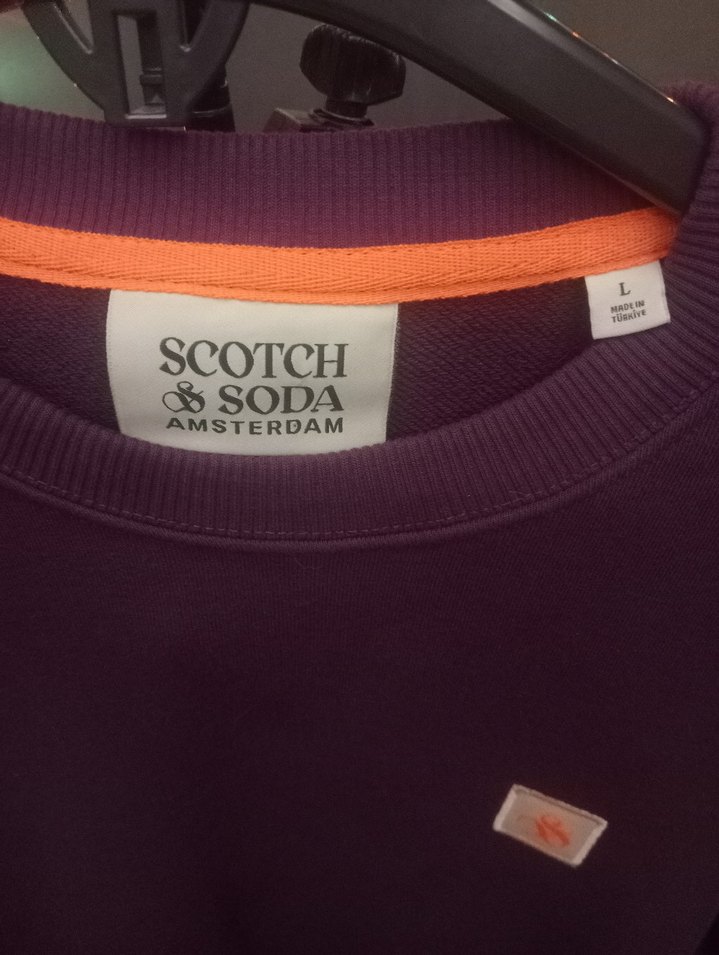 SCOTCH
& SODA
AMSTERDAM
L
MADE IN
TÜRKİYE